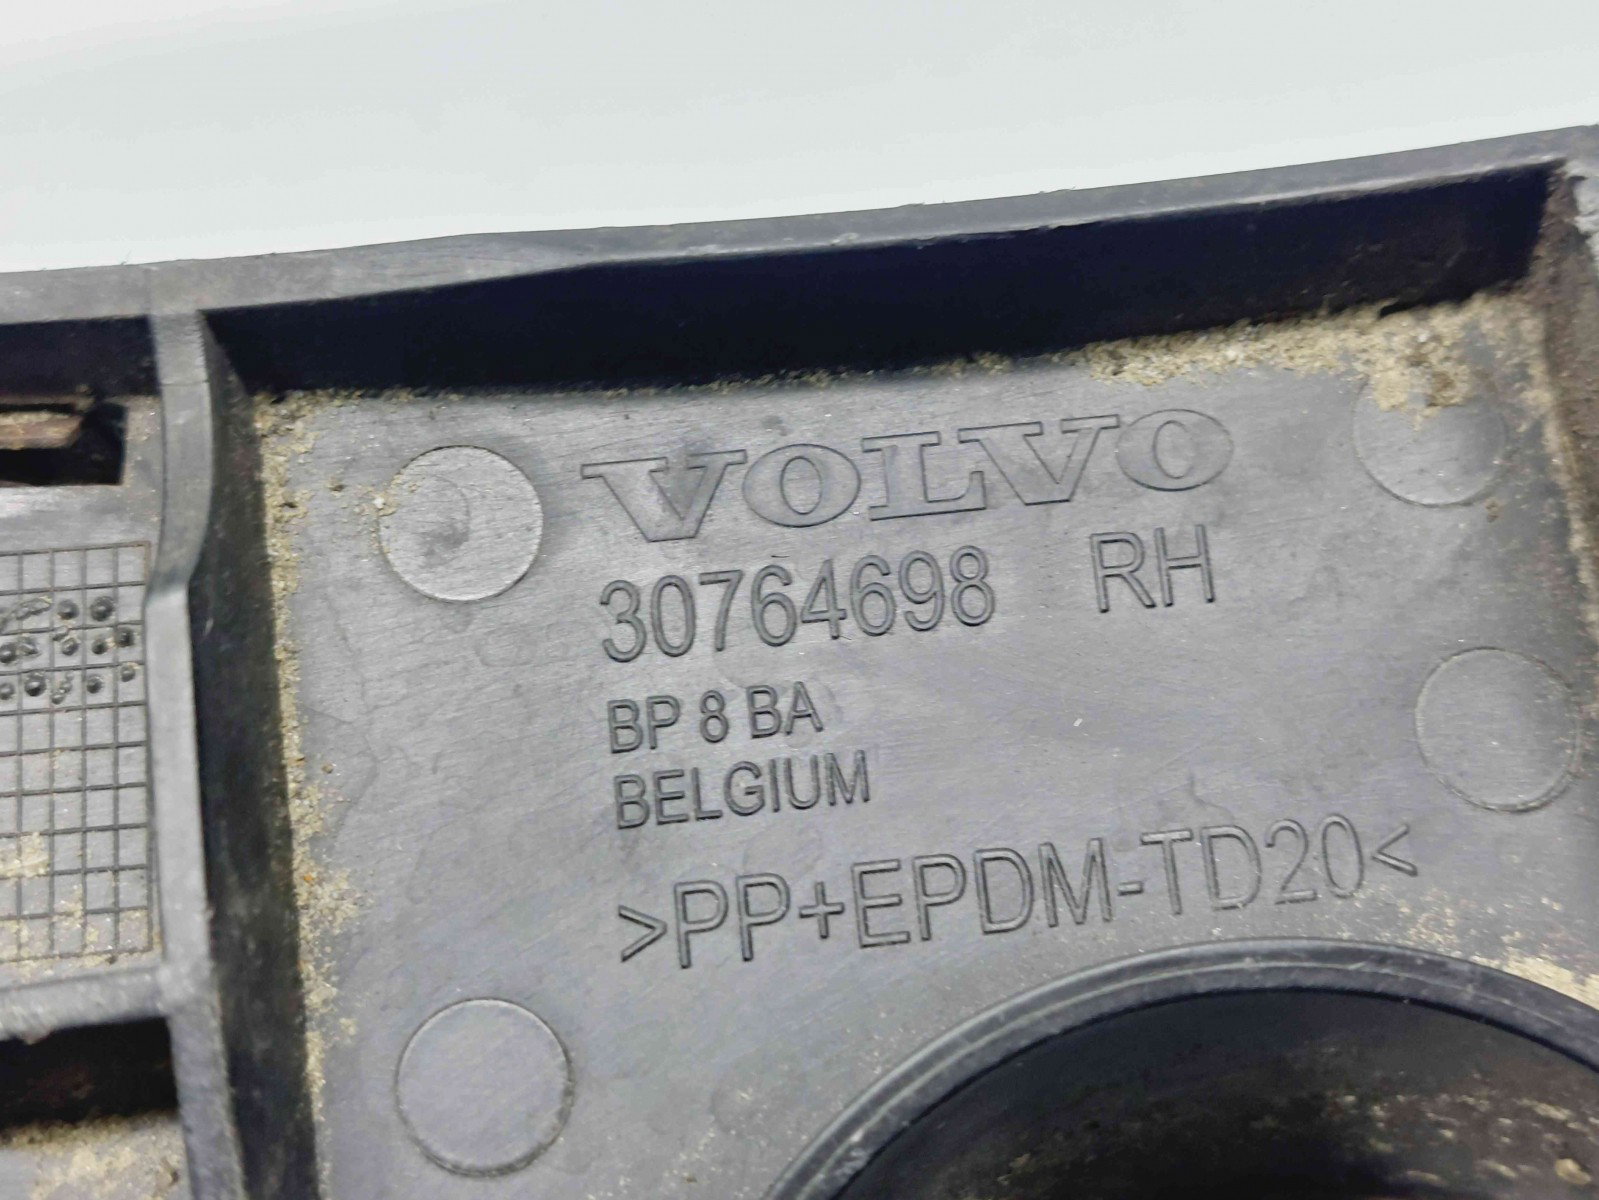 VOLVO
30764698 RH
BP 8 BA
BELGIUM
>PP+EPDM-TD20<